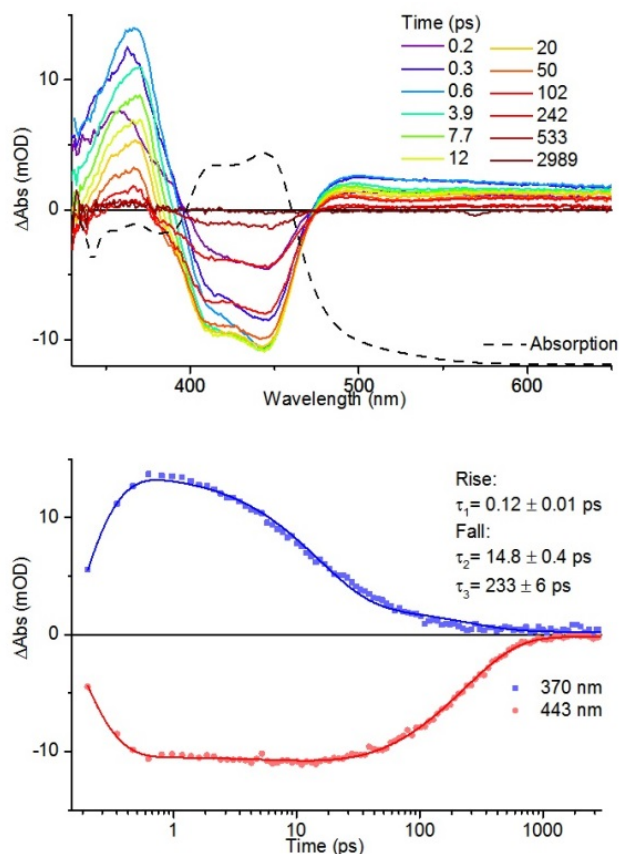 Time (ps)
0.2 20
0.3 50
0.6 102
3.9 242
7.7 533
12 2989
10
0
-10
ΔAbs (mOD)
Absorption
400 500 600
Wavelength (nm)
Rise:
τ1= 0.12 ± 0.01 ps
Fall:
τ2= 14.8 ± 0.4 ps
τ3= 233 ± 6 ps
10
0
-10
ΔAbs (mOD)
370 nm
443 nm
1 10 100 1000
Time (ps)